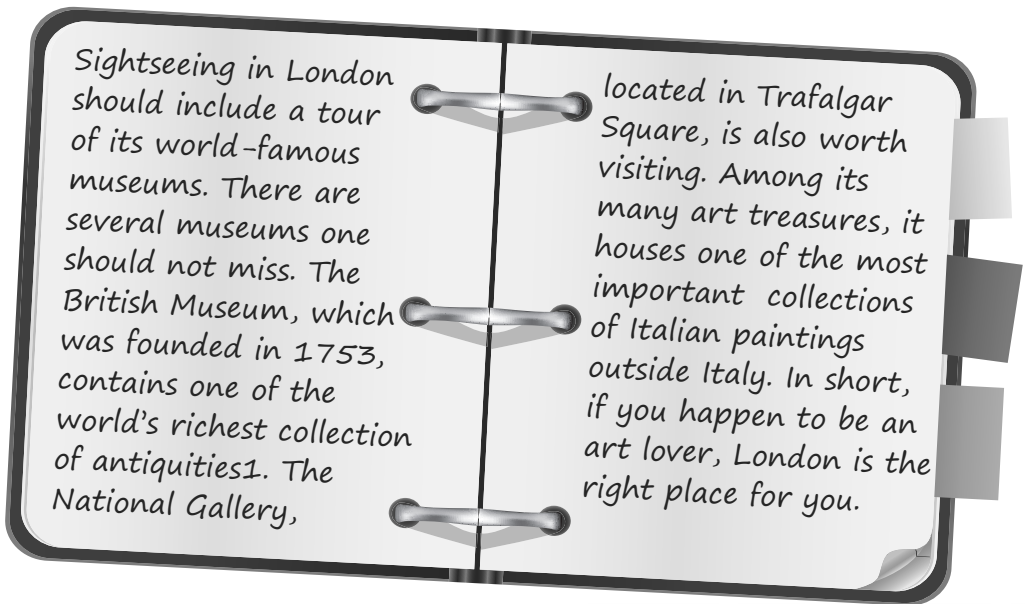 Sightseeing in London
should include a tour
of its world-famous
museums. There are
several museums one
should not miss. The
British Museum, which
was founded in 1753,
contains one of the
world's richest collection
of antiquities1. The
National Gallery,
located in Trafalgar
Square, is also worth
visiting. Among its
many art treasures, it
houses one of the most
important collections
of Italian paintings
outside Italy. In short,
if you happen to be an
art lover, London is the
right place for you.